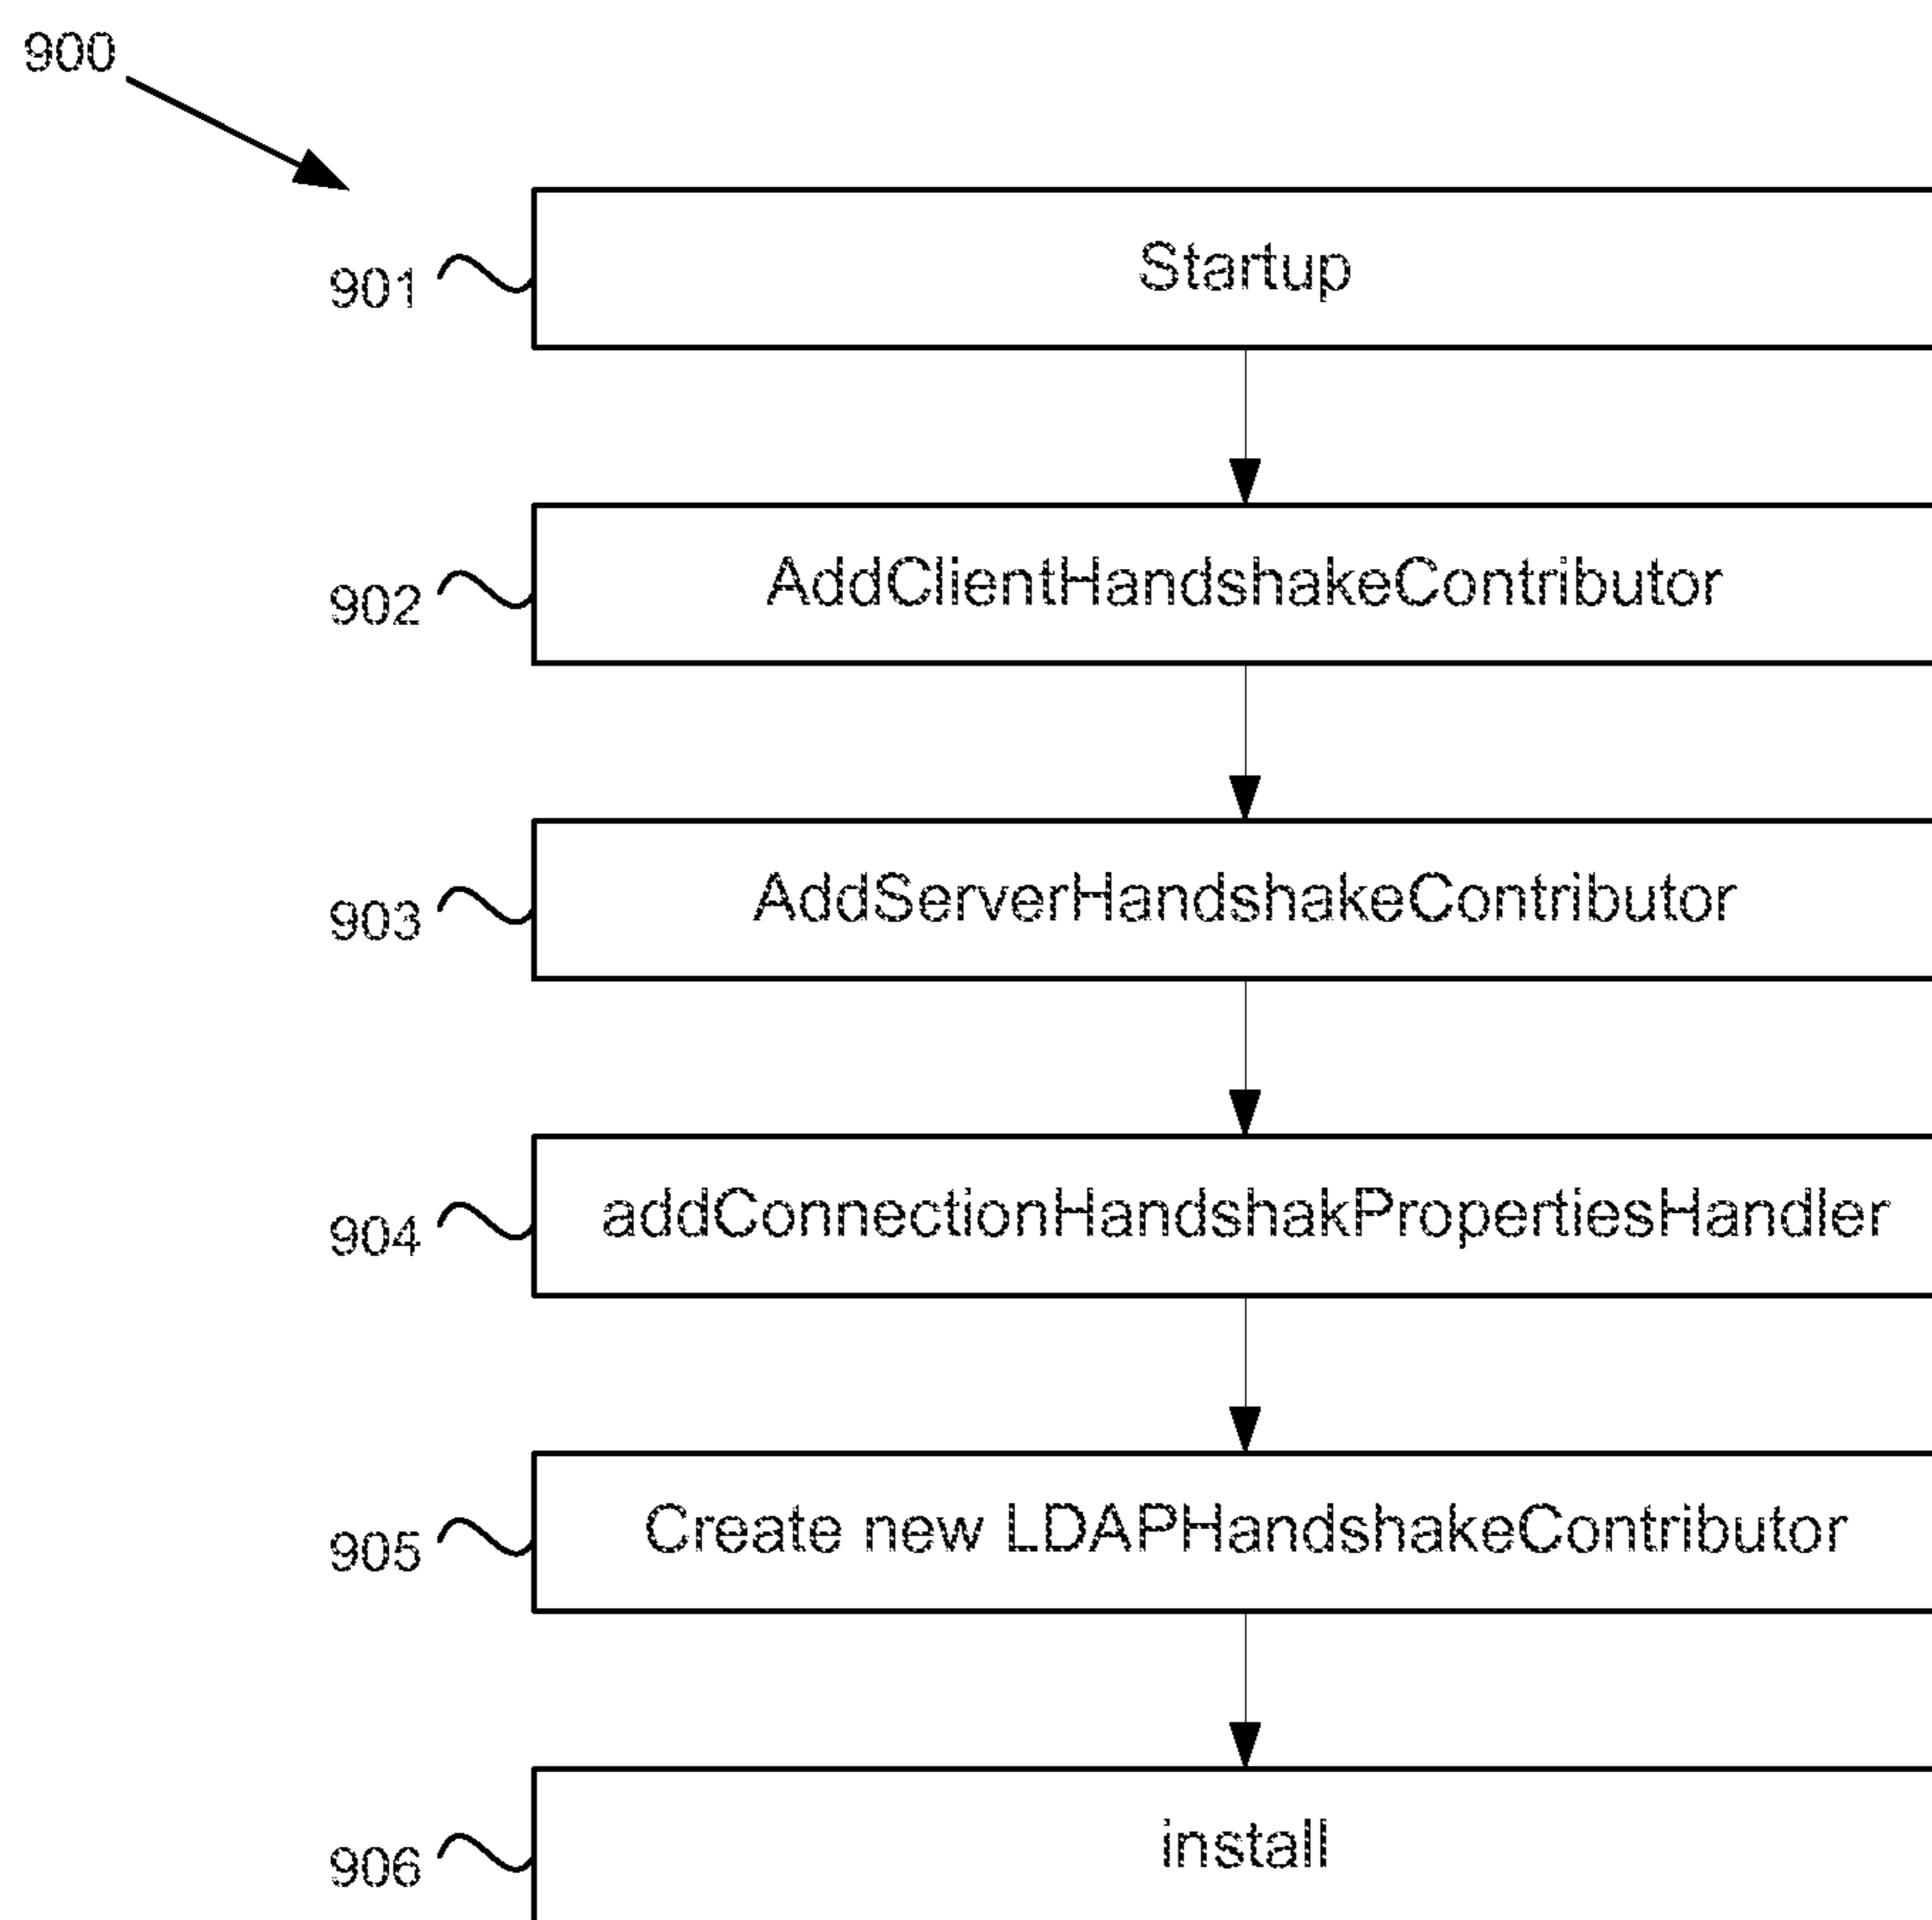 900
901 Startup
902 AddClientHandshakeContributor
903 AddServerHandshakeContributor
904 addConnectionHandshakPropertiesHandler
905 Create new LDAPHandshakeContributor
906 install